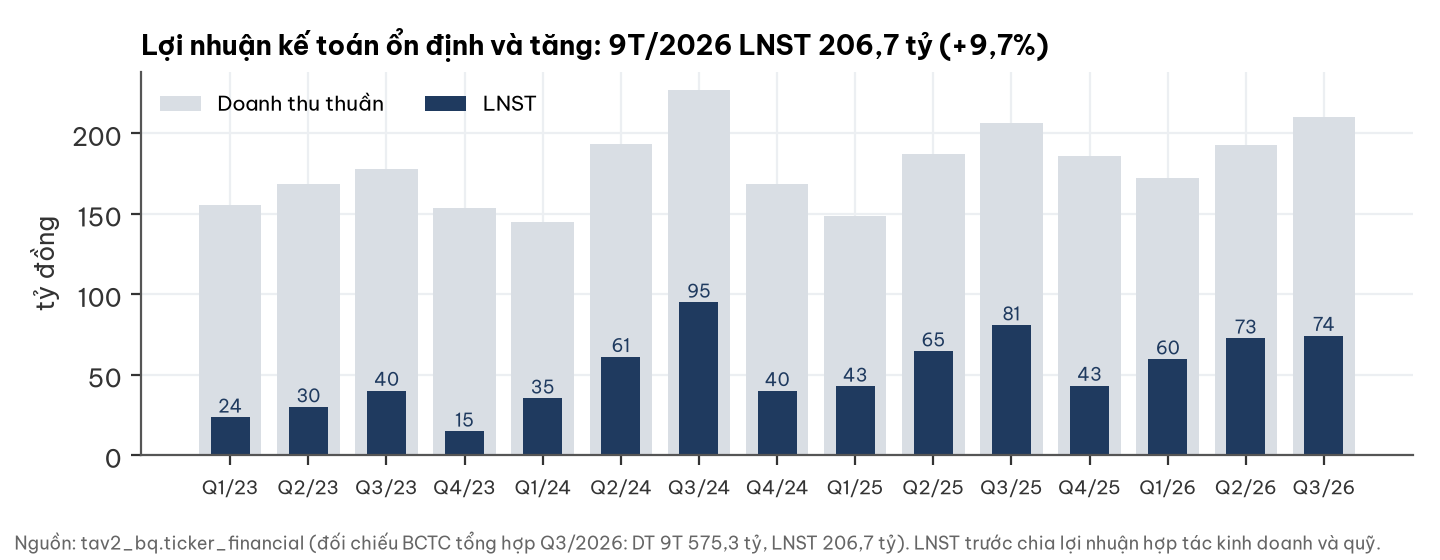 Lợi nhuận kế toán ổn định và tăng: 9T/2026 LNST 206,7 tỷ (+9,7%)
Doanh thu thuần LNST
tỷ đồng
200
150
100
50
0
24 30 40 15 35 61 95 40 43 65 81 43 60 73 74
Q1/23 Q2/23 Q3/23 Q4/23 Q1/24 Q2/24 Q3/24 Q4/24 Q1/25 Q2/25 Q3/25 Q4/25 Q1/26 Q2/26 Q3/26
Nguồn: tav2_bq.ticker_financial (đối chiếu BCTC tổng hợp Q3/2026: DT 9T 575,3 tỷ, LNST 206,7 tỷ). LNST trước chia lợi nhuận hợp tác kinh doanh và quỹ.